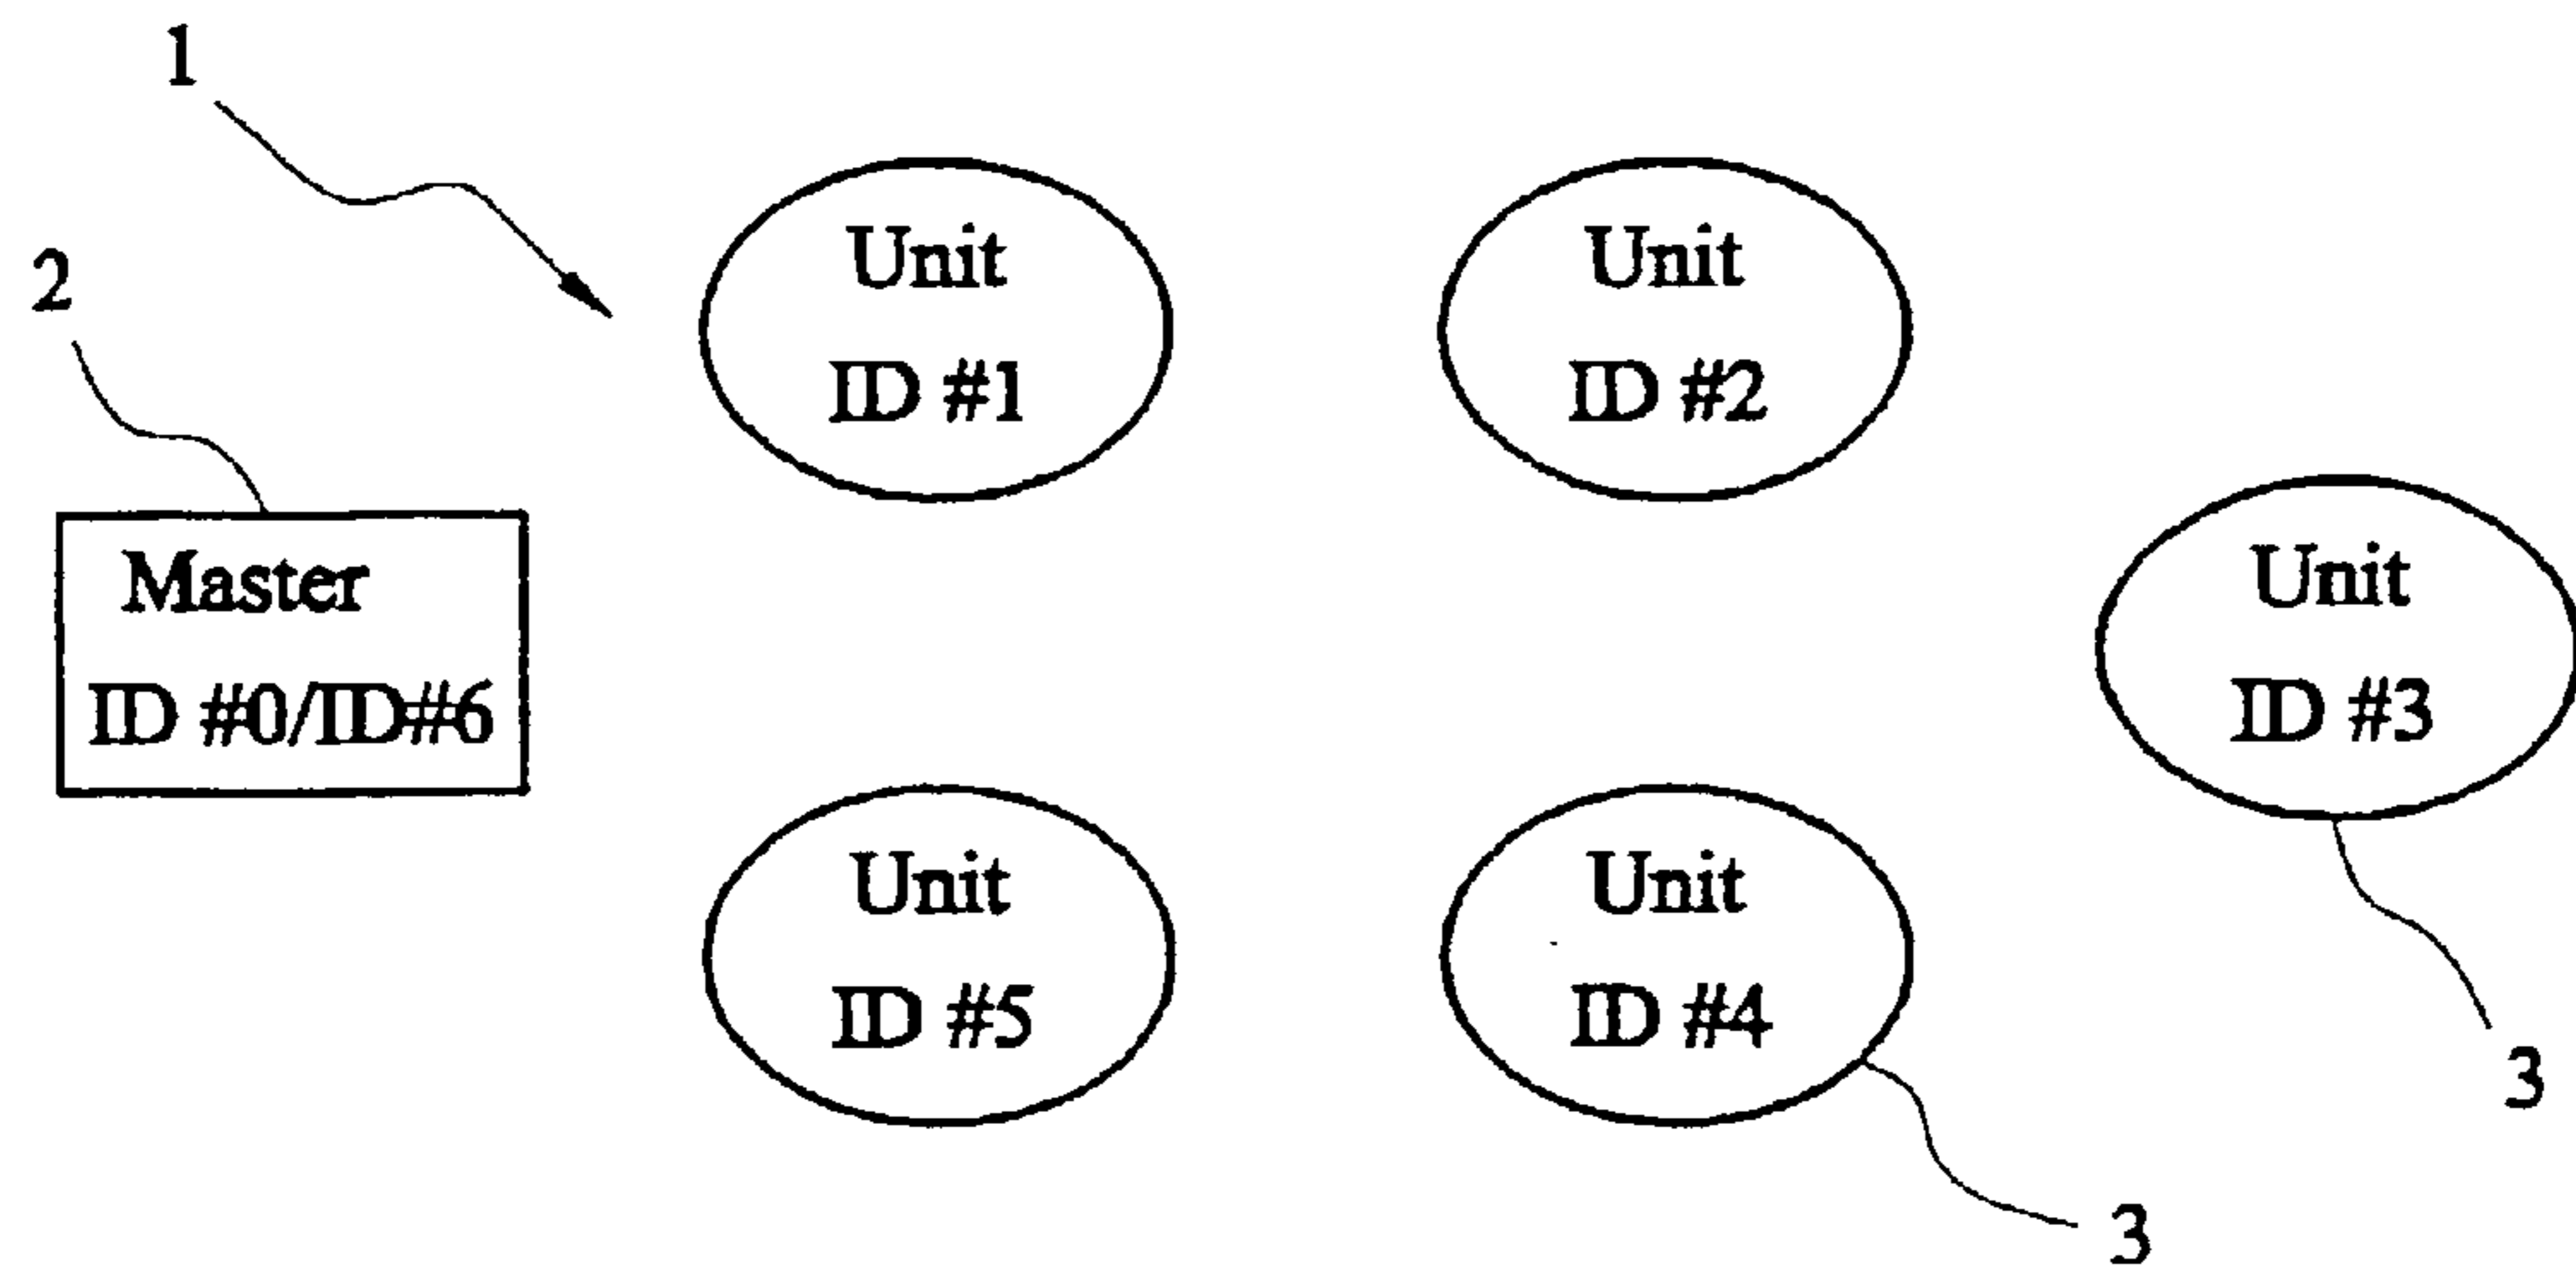 1
2
Unit
ID #1
Unit
ID #2
Master
ID #0/ID#6
Unit
ID #3
Unit
ID #5
Unit
ID #4
3
3